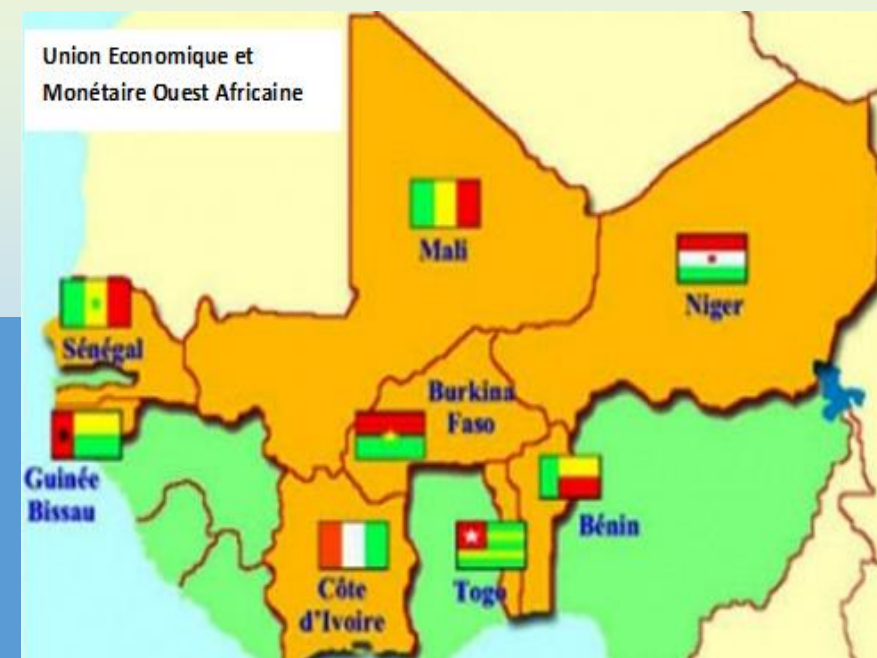 Union Economique et
Monétaire Ouest Africaine
Mali
Niger
Sénégal
Burkina
Faso
Guinée
Bissau
Bénin
Côte
d'Ivoire
Togo